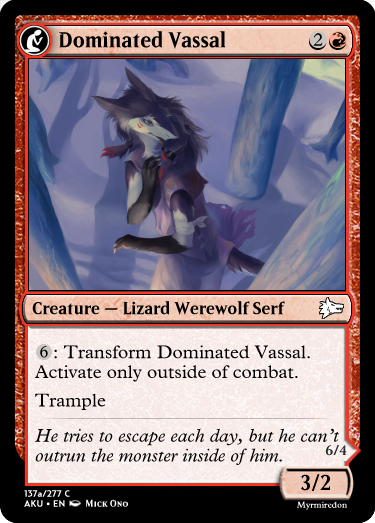 Dominated Vassal 2
Creature — Lizard Werewolf Serf
6: Transform Dominated Vassal.
Activate only outside of combat.
Trample
He tries to escape each day, but he can't
outrun the monster inside of him.
6/4
3/2
137a/277 C
AKU • EN Mick Ono
Myrmiredon